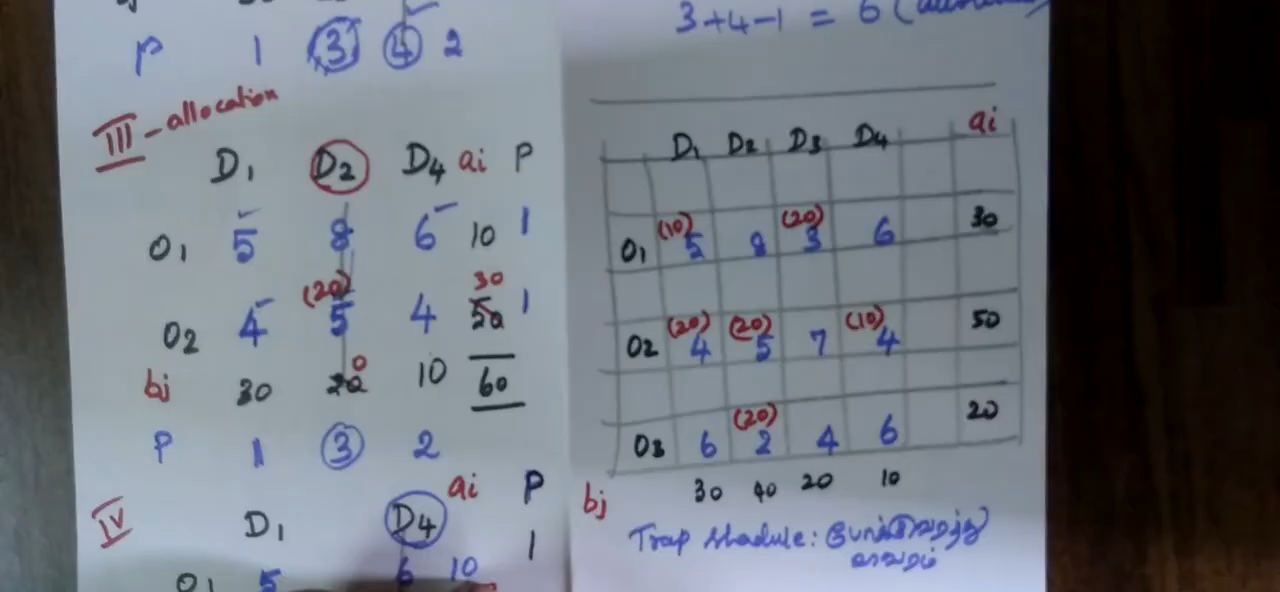 P 1 3 4 2
III - allocation
D1 D2 D4 ai P
O1 5 8 6 10 1
(20) 30
O2 4 5 4 50 1
0
bj 30 20 10 60
P 1 3 2
ai P
IV D1 D4
1
O1 5 6 10
3+4-1 = 6
D1 D2 D3 D4 ai
(10) (20)
O1 5 8 3 6 30
(20) (20) (10)
O2 4 5 7 4 50
(20)
O3 6 2 4 6 20
bj 30 40 20 10
Trap shadule: